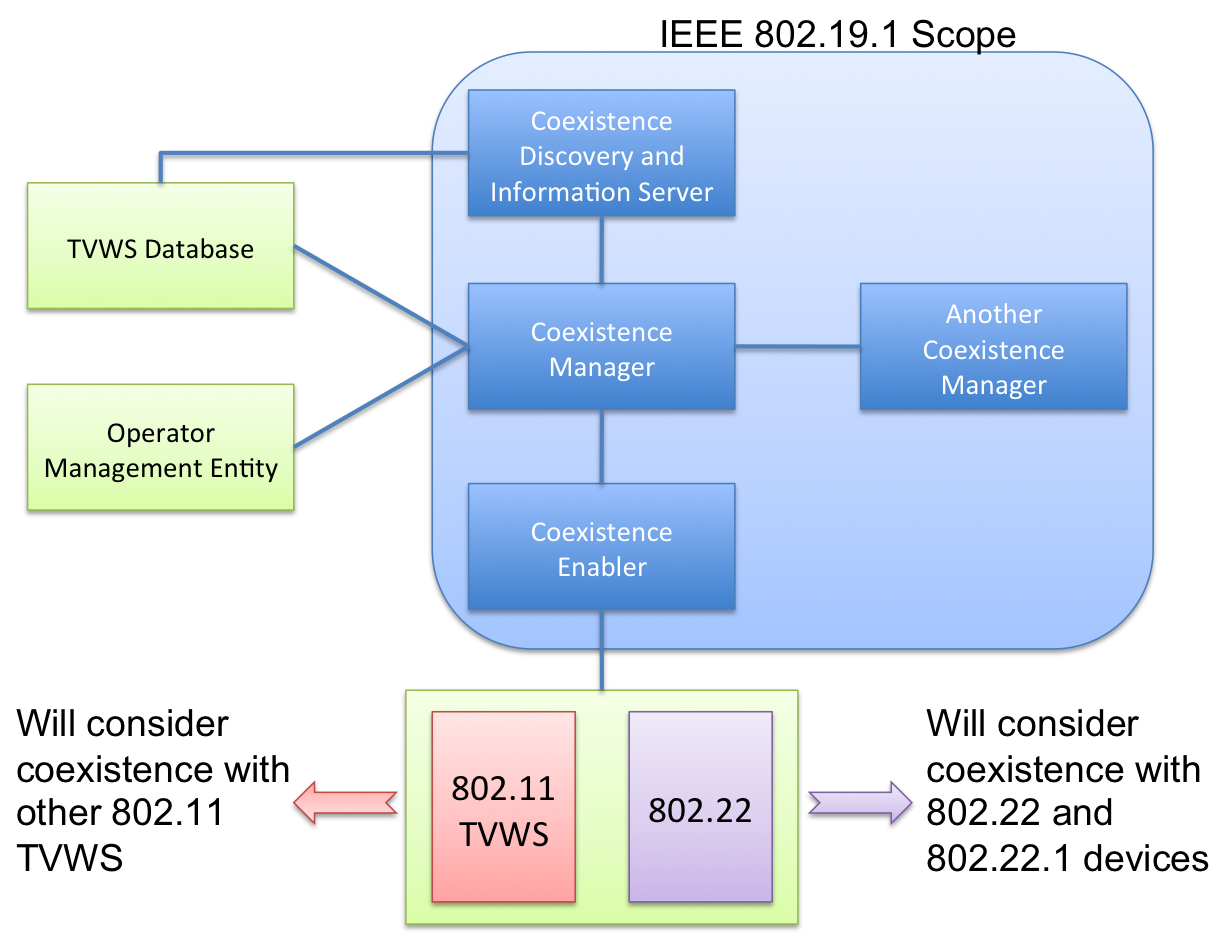 IEEE 802.19.1 Scope
Coexistence
Discovery and
Information Server
TVWS Database
Coexistence
Manager
Another
Coexistence
Manager
Operator
Management Entity
Coexistence
Enabler
Will consider
coexistence with
other 802.11
TVWS
802.11
TVWS
802.22
Will consider
coexistence with
802.22 and
802.22.1 devices